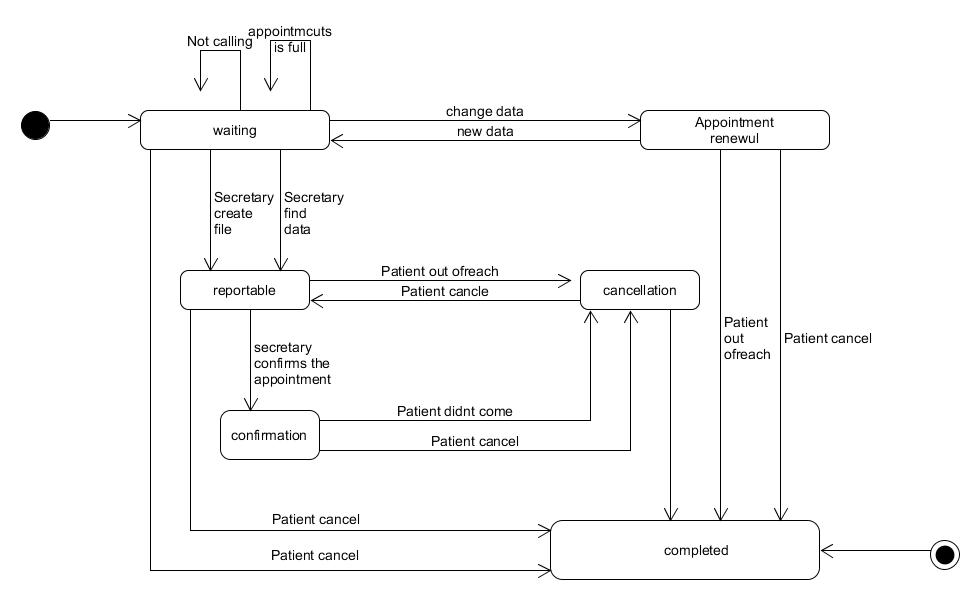 Not calling
appointmcuts
is full
waiting
change data
new data
Appointment
renewul
Secretary
create
file
Secretary
find
data
reportable
Patient out ofreach
Patient cancle
cancellation
Patient
out
ofreach
Patient cancel
secretary
confirms the
appointment
confirmation
Patient didnt come
Patient cancel
Patient cancel
Patient cancel
completed